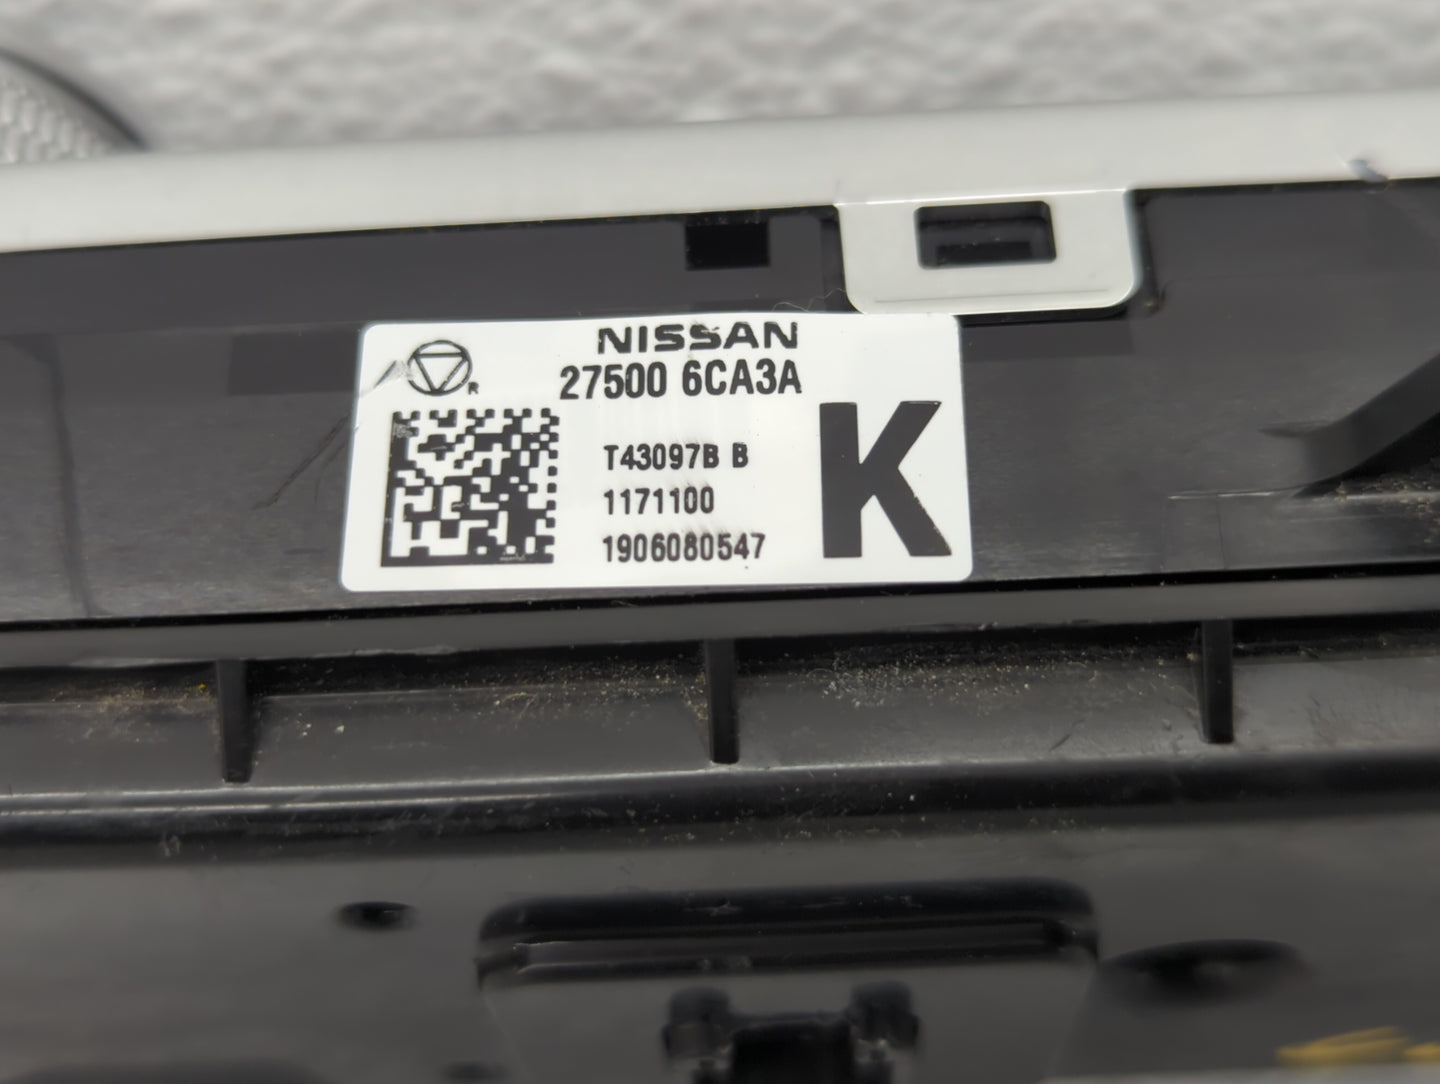 NISSAN
27500 6CA3A
R
T43097B B
1171100
1906080547
K